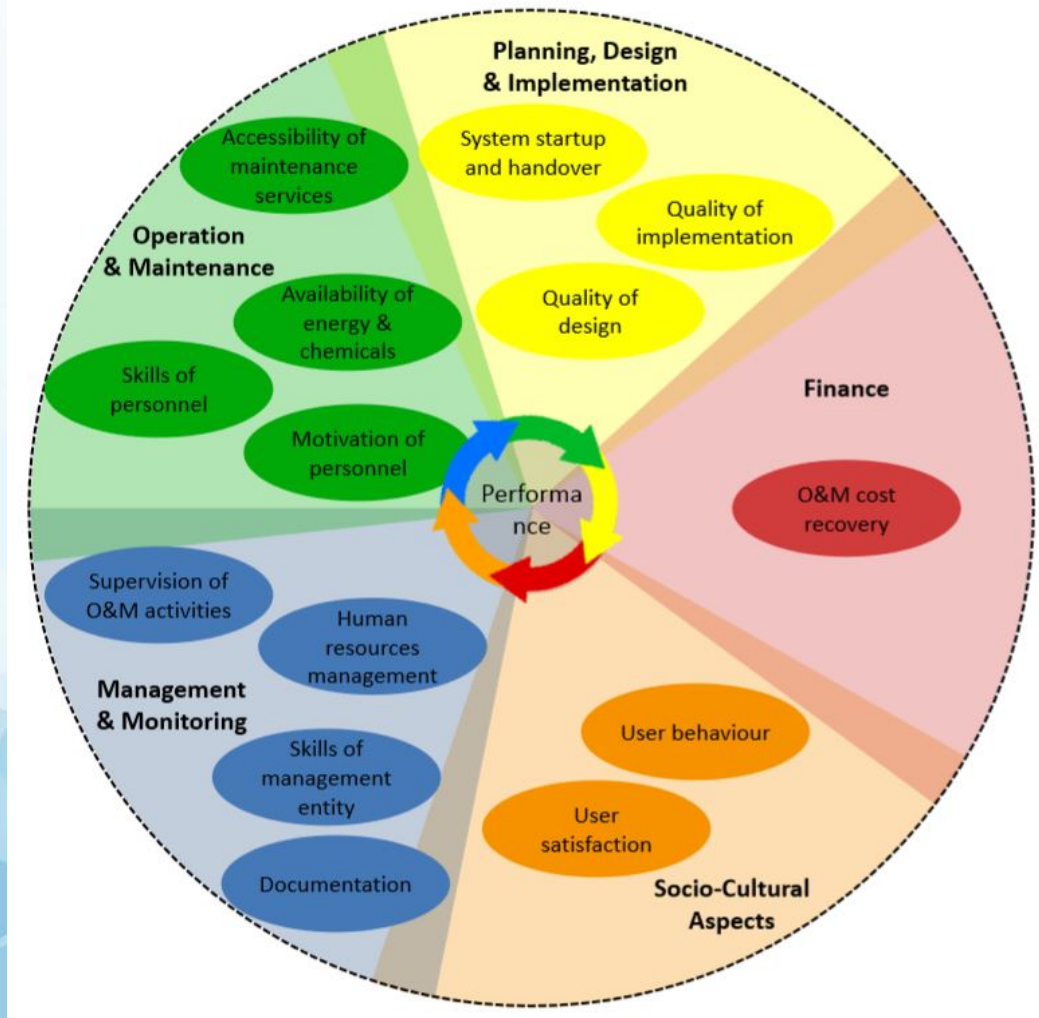 Planning, Design
& Implementation
System startup
and handover
Quality of
implementation
Quality of
design
Finance
O&M cost
recovery
User behaviour
User
satisfaction
Socio-Cultural
Aspects
Management
& Monitoring
Supervision of
O&M activities
Human
resources
management
Skills of
management
entity
Documentation
Operation
& Maintenance
Accessibility of
maintenance
services
Availability of
energy &
chemicals
Skills of
personnel
Motivation of
personnel
Performa
nce